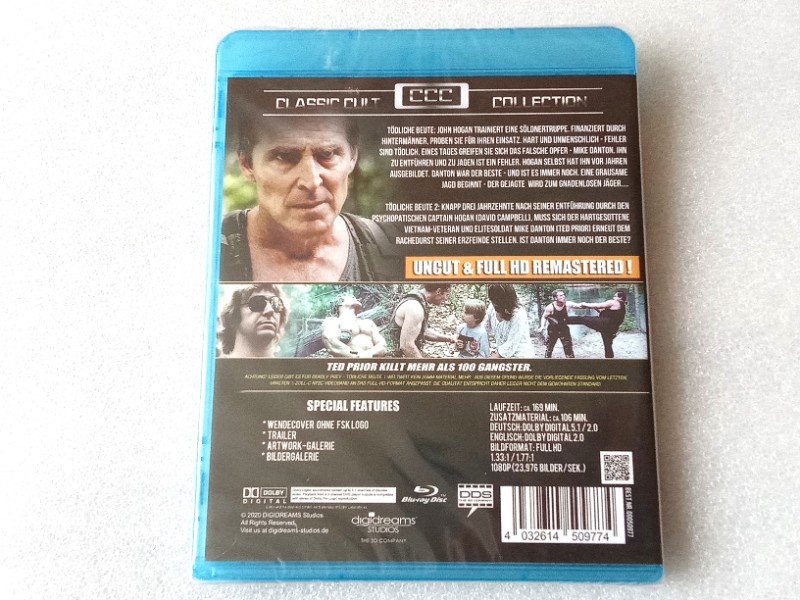 CLASSIC CULT CCC COLLECTION
TÖDLICHE BEUTE: JOHN HOGAN TRAINIERT EINE SÖLDNERTRUPPE. FINANZIERT DURCH
HINTERMÄNNER, PROBEN SIE FÜR IHREN EINSATZ. HART UND UNMENSCHLICH - FEHLER
SIND TÖDLICH. EINES TAGES GREIFEN SIE SICH DAS FALSCHE OPFER - MIKE DANTON. IHN
ZU ENTFÜHREN UND ZU JAGEN IST EIN FEHLER. HOGAN SELBST HAT IHN VOR JAHREN
AUSGEBILDET. DANTON WAR DER BESTE - UND IST ES IMMER NOCH. EINE GRAUSAME
JAGD BEGINNT - DER GEJAGTE WIRD ZUM GNADENLOSEN JÄGER....
TÖDLICHE BEUTE 2: KNAPP DREI JAHRZEHNTE NACH SEINER ENTFÜHRUNG DURCH DEN
PSYCHOPATISCHEN CAPTAIN HOGAN (DAVID CAMPBELL), MUSS SICH DER HARTGESOTTENE
VIETNAM-VETERAN UND ELITESOLDAT MIKE DANTON (TED PRIOR) ERNEUT DEM
RACHEDURST SEINER ERZFEINDE STELLEN. IST DANTON IMMER NOCH DER BESTE?
UNCUT & FULL HD REMASTERED !
TED PRIOR KILLT MEHR ALS 100 GANGSTER.
SPECIAL FEATURES
* WENDECOVER OHNE FSK LOGO
* TRAILER
* ARTWORK-GALERIE
* BILDERGALERIE
LAUFZEIT: CA. 169 MIN.
ZUSATZMATERIAL: CA. 106 MIN.
DEUTSCH: DOLBY DIGITAL 5.1 / 2.0
ENGLISCH: DOLBY DIGITAL 2.0
BILDFORMAT: FULL HD
1.33:1 / 1.77:1
1080P (23,976 BILDER/SEK.)
DOLBY
DIGITAL
Blu-ray Disc
DDS
© 2020 DIGIDREAMS Studios
All Rights Reserved.
Visit us at digidreams-studios.de
digidreams
STUDIOS
THE 3D COMPANY
4 032614 509774